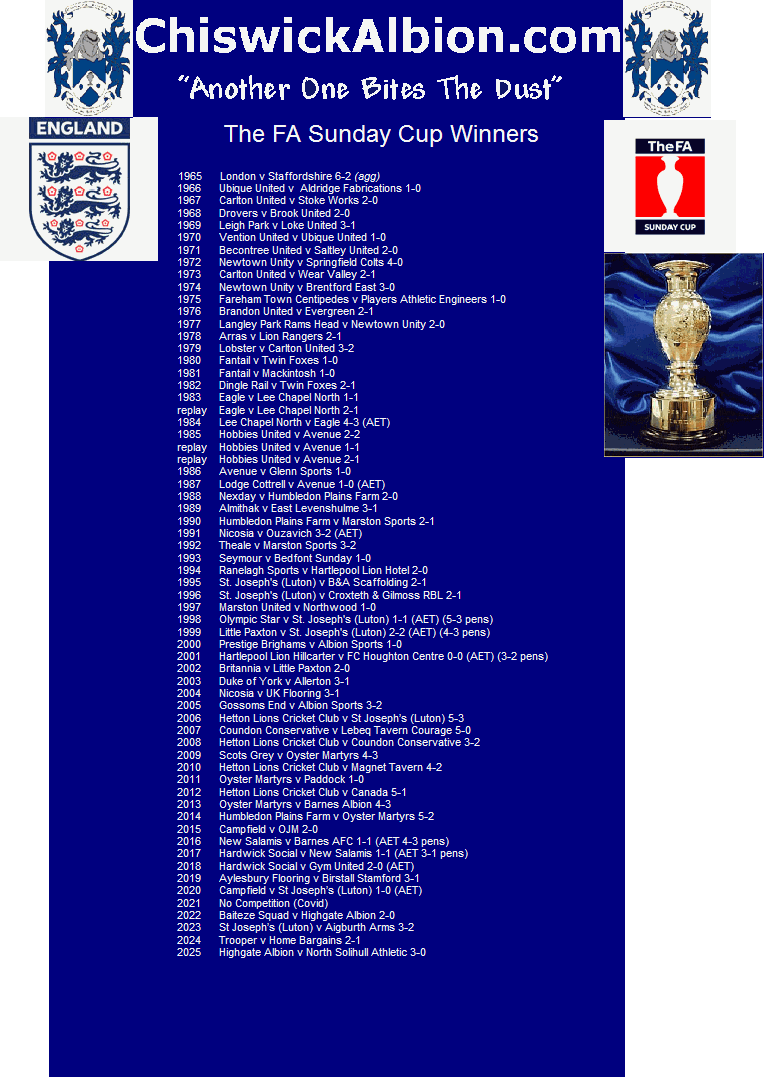 ChiswickAlbion.com
“Another One Bites The Dust”
ENGLAND
The FA Sunday Cup Winners
TheFA
SUNDAY CUP
1965 London v Staffordshire 6-2 (agg)
1966 Ubique United v Aldridge Fabrications 1-0
1967 Carlton United v Stoke Works 2-0
1968 Drovers v Brook United 2-0
1969 Leigh Park v Loke United 3-1
1970 Vention United v Ubique United 1-0
1971 Becontree United v Saltley United 2-0
1972 Newtown Unity v Springfield Colts 4-0
1973 Carlton United v Wear Valley 2-1
1974 Newtown Unity v Brentford East 3-0
1975 Fareham Town Centipedes v Players Athletic Engineers 1-0
1976 Brandon United v Evergreen 2-1
1977 Langley Park Rams Head v Newtown Unity 2-0
1978 Arras v Lion Rangers 2-1
1979 Lobster v Carlton United 3-2
1980 Fantail v Twin Foxes 1-0
1981 Fantail v Mackintosh 1-0
1982 Dingle Rail v Twin Foxes 2-1
1983 Eagle v Lee Chapel North 1-1
replay Eagle v Lee Chapel North 2-1
1984 Lee Chapel North v Eagle 4-3 (AET)
1985 Hobbies United v Avenue 2-2
replay Hobbies United v Avenue 1-1
replay Hobbies United v Avenue 2-1
1986 Avenue v Glenn Sports 1-0
1987 Lodge Cottrell v Avenue 1-0 (AET)
1988 Nexday v Humbledon Plains Farm 2-0
1989 Almithak v East Levenshulme 3-1
1990 Humbledon Plains Farm v Marston Sports 2-1
1991 Nicosia v Ouzavich 3-2 (AET)
1992 Theale v Marston Sports 3-2
1993 Seymour v Bedfont Sunday 1-0
1994 Ranelagh Sports v Hartlepool Lion Hotel 2-0
1995 St. Joseph's (Luton) v B&A Scaffolding 2-1
1996 St. Joseph's (Luton) v Croxteth & Gilmoss RBL 2-1
1997 Marston United v Northwood 1-0
1998 Olympic Star v St. Joseph's (Luton) 1-1 (AET) (5-3 pens)
1999 Little Paxton v St. Joseph's (Luton) 2-2 (AET) (4-3 pens)
2000 Prestige Brighams v Albion Sports 1-0
2001 Hartlepool Lion Hillcarter v FC Houghton Centre 0-0 (AET) (3-2 pens)
2002 Britannia v Little Paxton 2-0
2003 Duke of York v Allerton 3-1
2004 Nicosia v UK Flooring 3-1
2005 Gossoms End v Albion Sports 3-2
2006 Hetton Lions Cricket Club v St Joseph's (Luton) 5-3
2007 Coundon Conservative v Lebeq Tavern Courage 5-0
2008 Hetton Lions Cricket Club v Coundon Conservative 3-2
2009 Scots Grey v Oyster Martyrs 4-3
2010 Hetton Lions Cricket Club v Magnet Tavern 4-2
2011 Oyster Martyrs v Paddock 1-0
2012 Hetton Lions Cricket Club v Canada 5-1
2013 Oyster Martyrs v Barnes Albion 4-3
2014 Humbledon Plains Farm v Oyster Martyrs 5-2
2015 Campfield v OJM 2-0
2016 New Salamis v Barnes AFC 1-1 (AET 4-3 pens)
2017 Hardwick Social v New Salamis 1-1 (AET 3-1 pens)
2018 Hardwick Social v Gym United 2-0 (AET)
2019 Aylesbury Flooring v Birstall Stamford 3-1
2020 Campfield v St Joseph's (Luton) 1-0 (AET)
2021 No Competition (Covid)
2022 Baiteze Squad v Highgate Albion 2-0
2023 St Joseph's (Luton) v Aigburth Arms 3-2
2024 Trooper v Home Bargains 2-1
2025 Highgate Albion v North Solihull Athletic 3-0